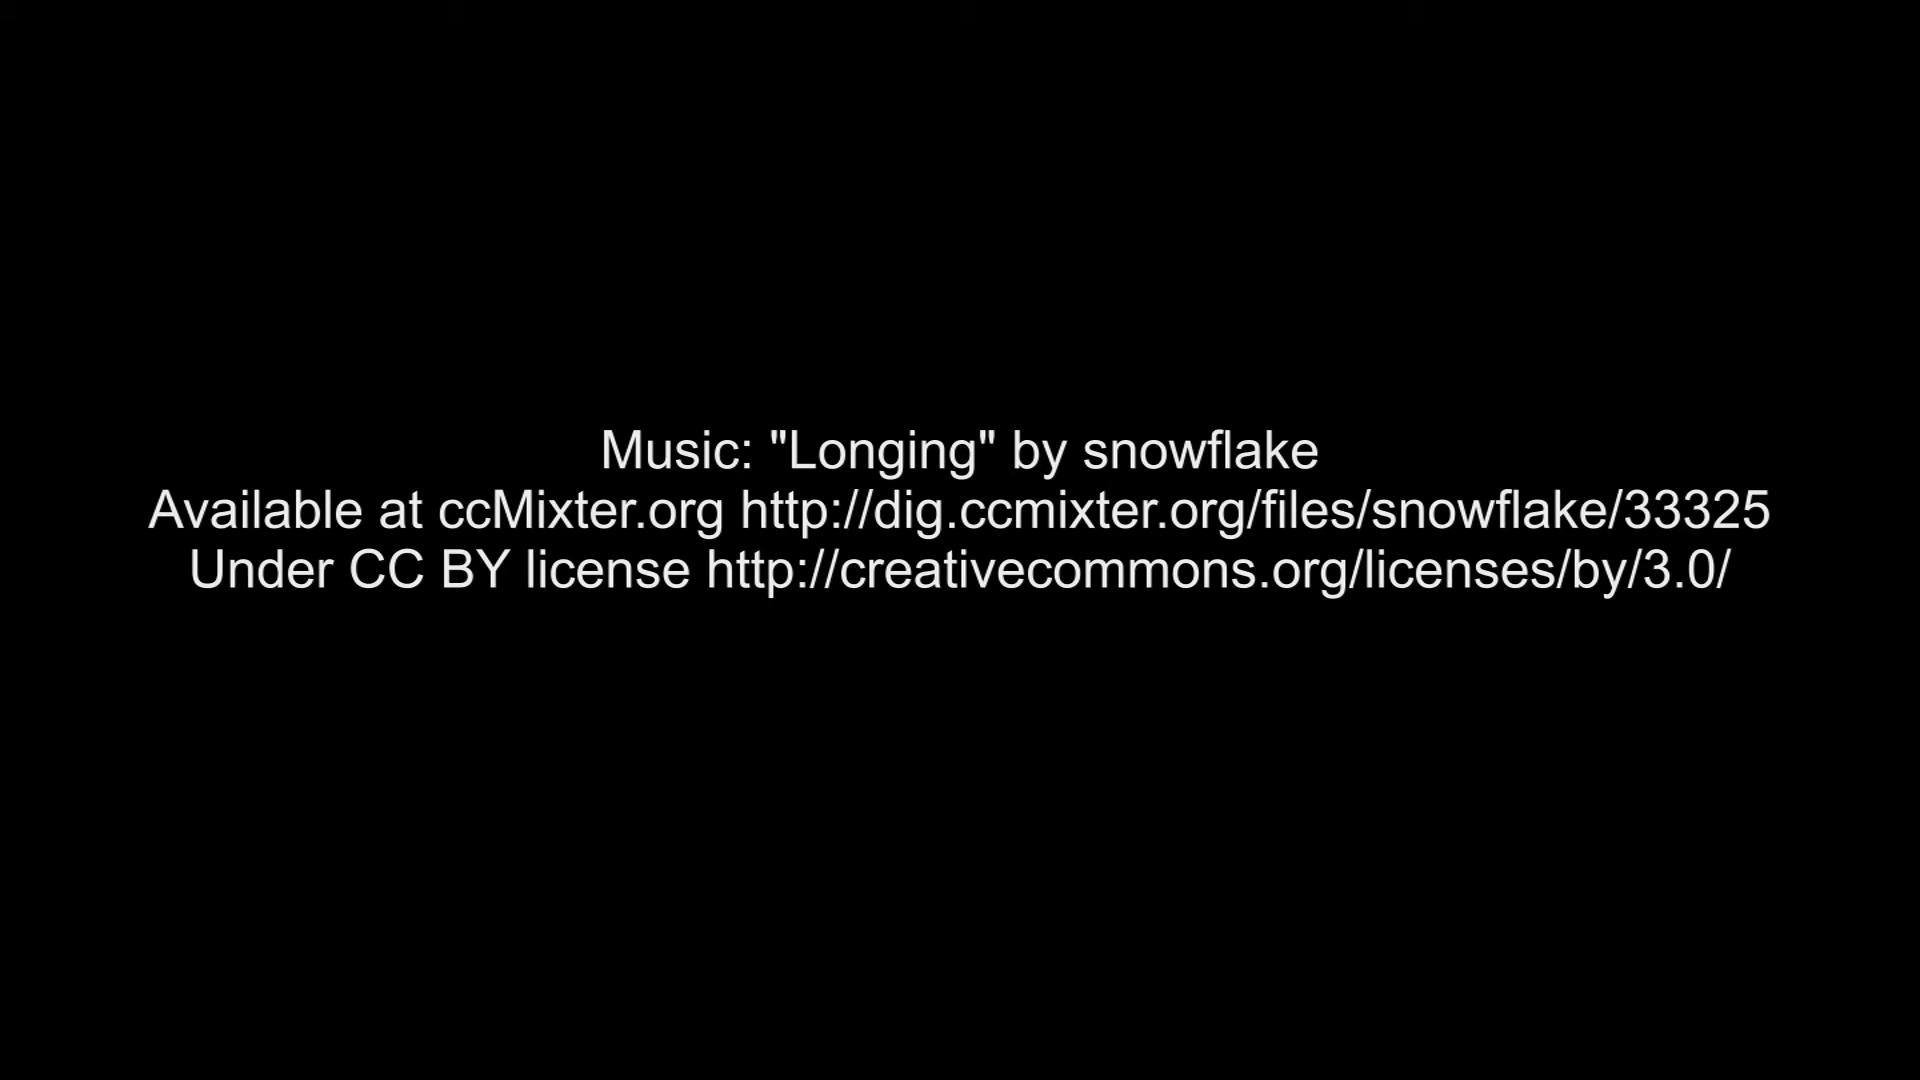 Music: "Longing" by snowflake
Available at ccMixter.org http://dig.ccmixter.org/files/snowflake/33325
Under CC BY license http://creativecommons.org/licenses/by/3.0/